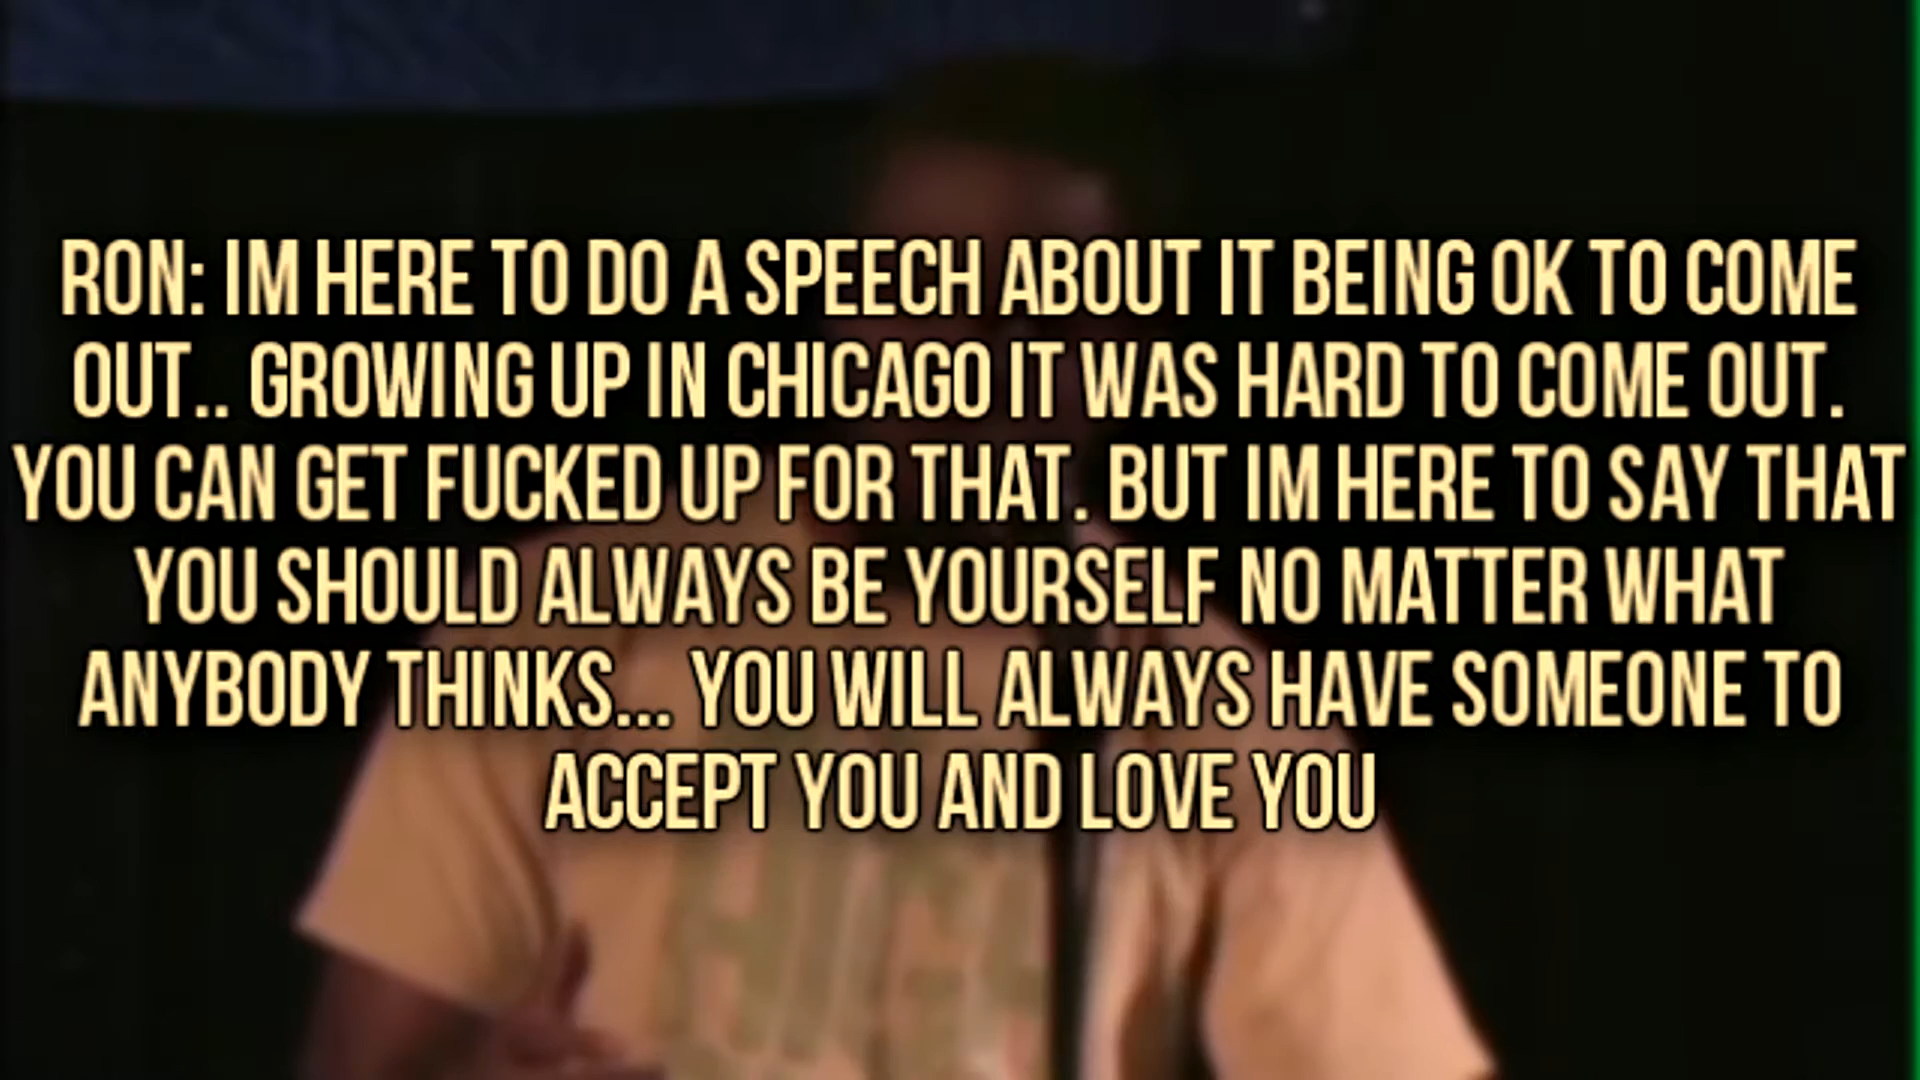 RON: IM HERE TO DO A SPEECH ABOUT IT BEING OK TO COME
OUT.. GROWING UP IN CHICAGO IT WAS HARD TO COME OUT.
YOU CAN GET FUCKED UP FOR THAT. BUT IM HERE TO SAY THAT
YOU SHOULD ALWAYS BE YOURSELF NO MATTER WHAT
ANYBODY THINKS... YOU WILL ALWAYS HAVE SOMEONE TO
ACCEPT YOU AND LOVE YOU